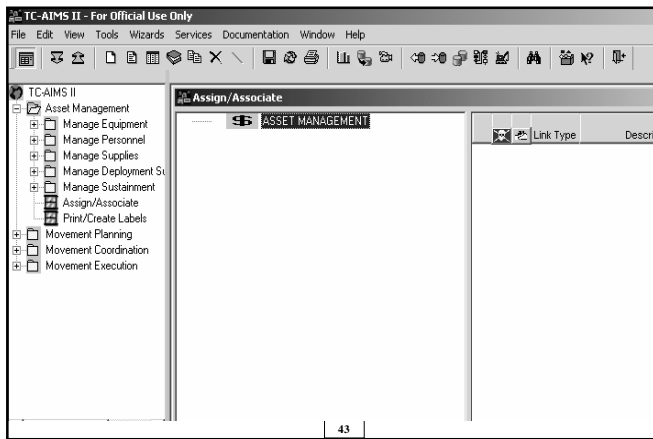 TC-AIMS II - For Official Use Only
File Edit View Tools Wizards Services Documentation Window Help
TC-AIMS II
Asset Management
Manage Equipment
Manage Personnel
Manage Supplies
Manage Deployment Su
Manage Sustainment
Assign/Associate
Print/Create Labels
Movement Planning
Movement Coordination
Movement Execution
Assign/Associate
ASSET MANAGEMENT
Link Type Descri
43